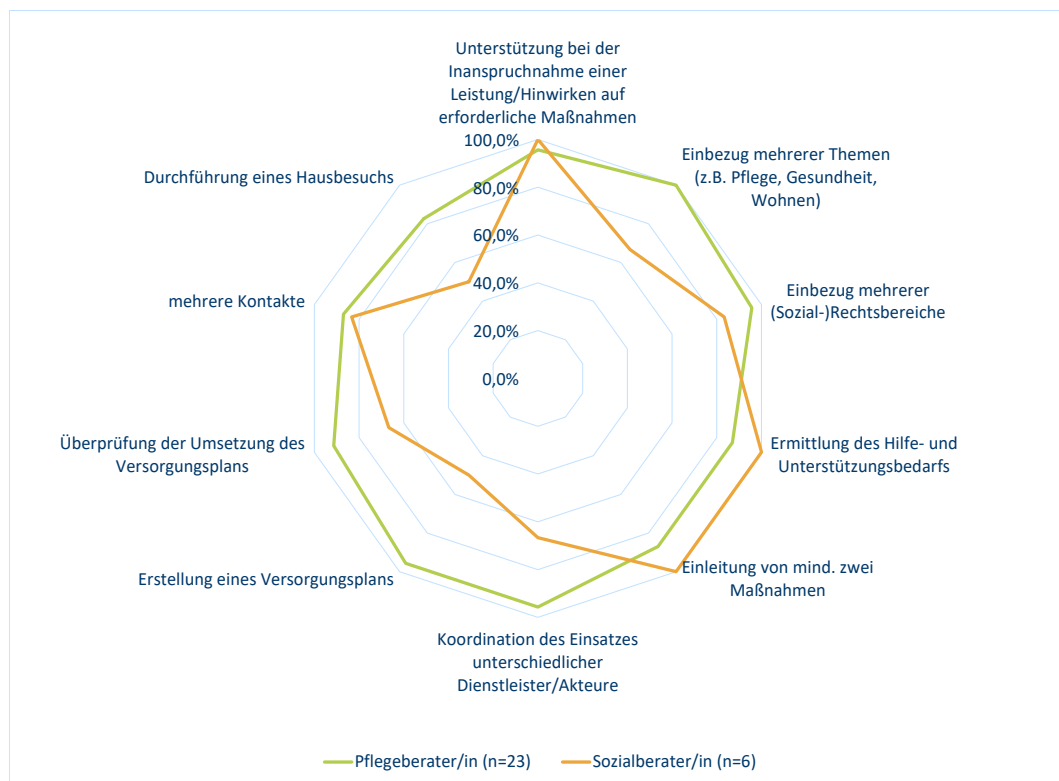 Unterstützung bei der
Inanspruchnahme einer
Leistung/Hinwirken auf
erforderliche Maßnahmen
100,0%
80,0%
60,0%
40,0%
20,0%
0,0%
Einbezug mehrerer Themen
(z.B. Pflege, Gesundheit,
Wohnen)
Einbezug mehrerer
(Sozial-)Rechtsbereiche
Ermittlung des Hilfe- und
Unterstützungsbedarfs
Einleitung von mind. zwei
Maßnahmen
Koordination des Einsatzes
unterschiedlicher
Dienstleister/Akteure
Erstellung eines Versorgungsplans
Überprüfung der Umsetzung des
Versorgungsplans
mehrere Kontakte
Durchführung eines Hausbesuchs
Pflegeberater/in (n=23)
Sozialberater/in (n=6)